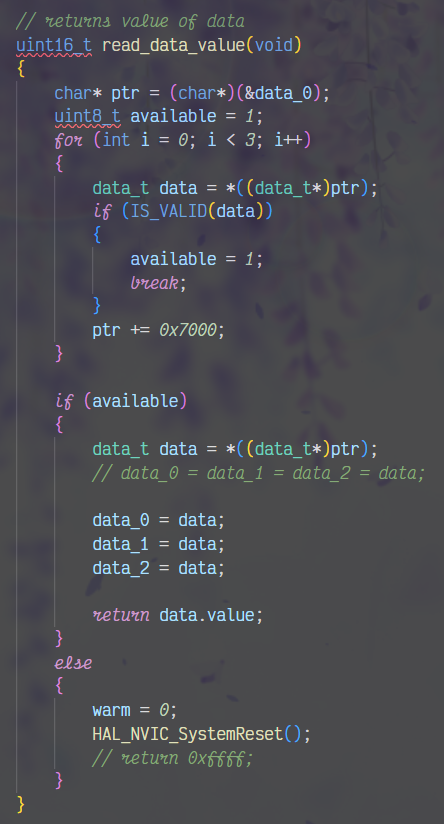 // returns value of data
uint16_t read_data_value(void)
{
    char* ptr = (char*)(&data_0);
    uint8_t available = 1;
    for (int i = 0; i < 3; i++)
    {
        data_t data = *((data_t*)ptr);
        if (IS_VALID(data))
        {
            available = 1;
            break;
        }
        ptr += 0x7000;
    }

    if (available)
    {
        data_t data = *((data_t*)ptr);
        // data_0 = data_1 = data_2 = data;

        data_0 = data;
        data_1 = data;
        data_2 = data;

        return data.value;
    }
    else
    {
        warm = 0;
        HAL_NVIC_SystemReset();
        // return 0xffff;
    }
}